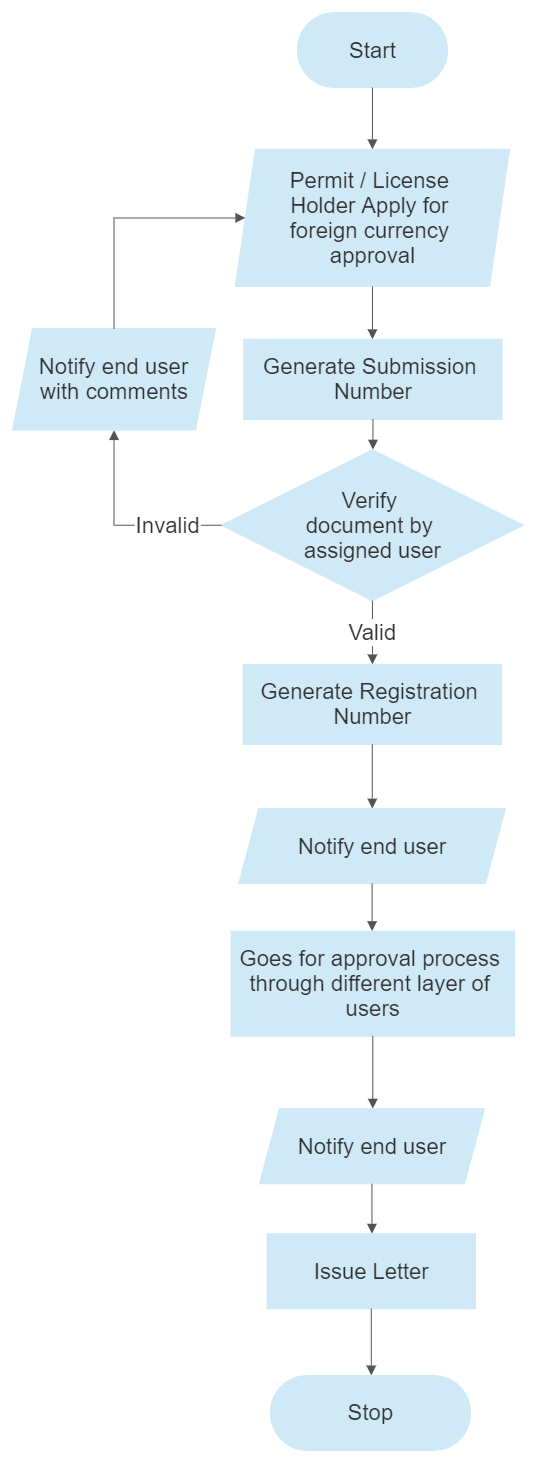 Start
Permit / License
Holder Apply for
foreign currency
approval
Notify end user
with comments
Generate Submission
Number
Verify
document by
assigned user
Invalid
Valid
Generate Registration
Number
Notify end user
Goes for approval process
through different layer of
users
Notify end user
Issue Letter
Stop